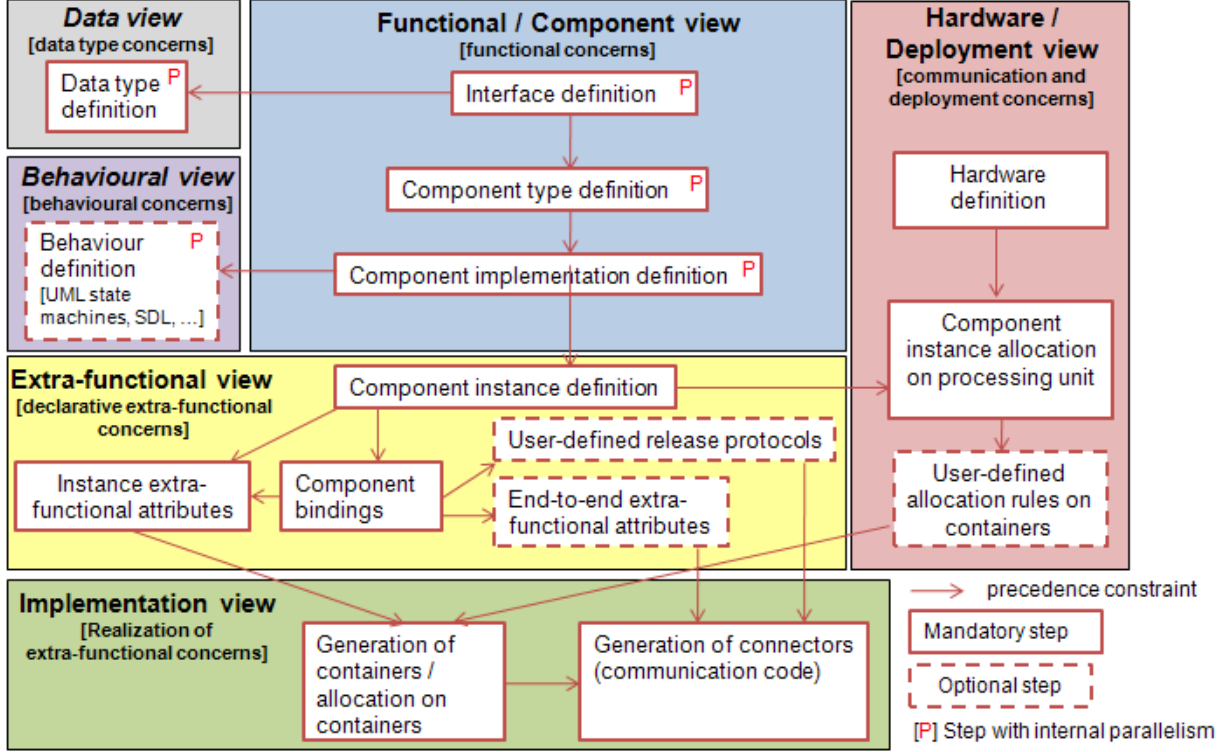 Data view
[data type concerns]
Data type
definition
P
Functional / Component view
[functional concerns]
Interface definition
P
Component type definition
P
Component implementation definition
P
Hardware /
Deployment view
[communication and
deployment concerns]
Hardware
definition
Component
instance allocation
on processing unit
User-defined
allocation rules on
containers
Behavioural view
[behavioural concerns]
Behaviour
definition
P
[UML state
machines, SDL, ...]
Extra-functional view
[declarative extra-functional
concerns]
Component instance definition
User-defined release protocols
Instance extra-
functional attributes
Component
bindings
End-to-end extra-
functional attributes
Implementation view
[Realization of
extra-functional concerns]
Generation of
containers /
allocation on
containers
Generation of connectors
(communication code)
precedence constraint
Mandatory step
Optional step
[P] Step with internal parallelism